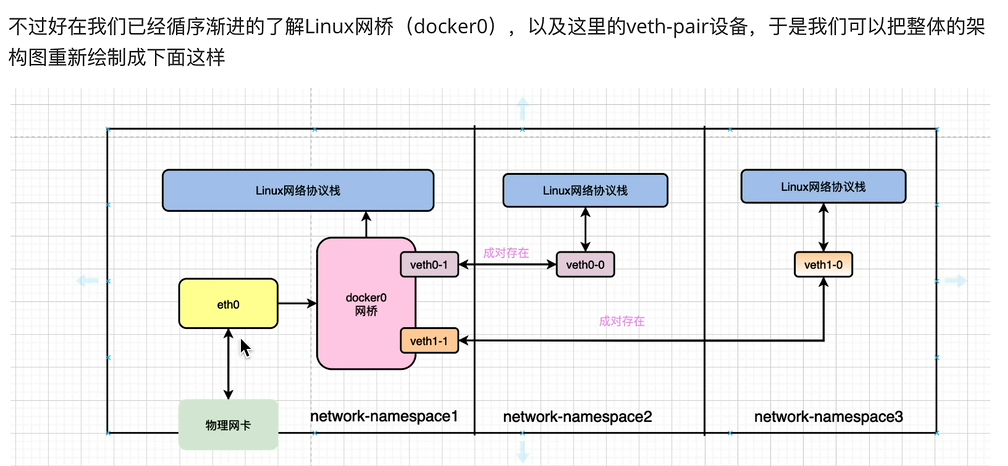 不过好在我们已经循序渐进的了解Linux网桥（docker0），以及这里的veth-pair设备，于是我们可以把整体的架
构图重新绘制成下面这样
Linux网络协议栈
Linux网络协议栈
Linux网络协议栈
veth0-1
成对存在
veth0-0
veth1-0
eth0
docker0
网桥
成对存在
veth1-1
物理网卡
network-namespace1
network-namespace2
network-namespace3